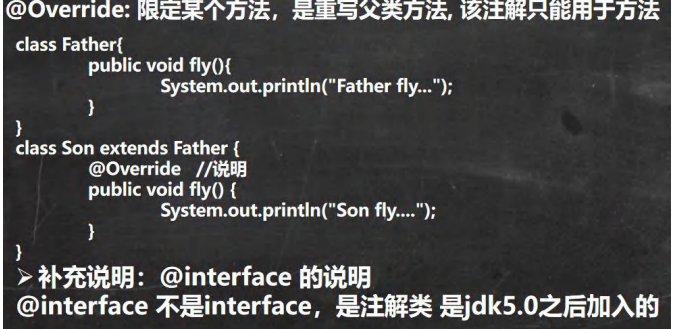 @Override: 限定某个方法，是重写父类方法, 该注解只能用于方法
class Father{
public void fly(){
System.out.println("Father fly...");
}
}
class Son extends Father {
@Override //说明
public void fly() {
System.out.println("Son fly....");
}
}
➢ 补充说明：@interface 的说明
@interface 不是interface，是注解类 是jdk5.0之后加入的